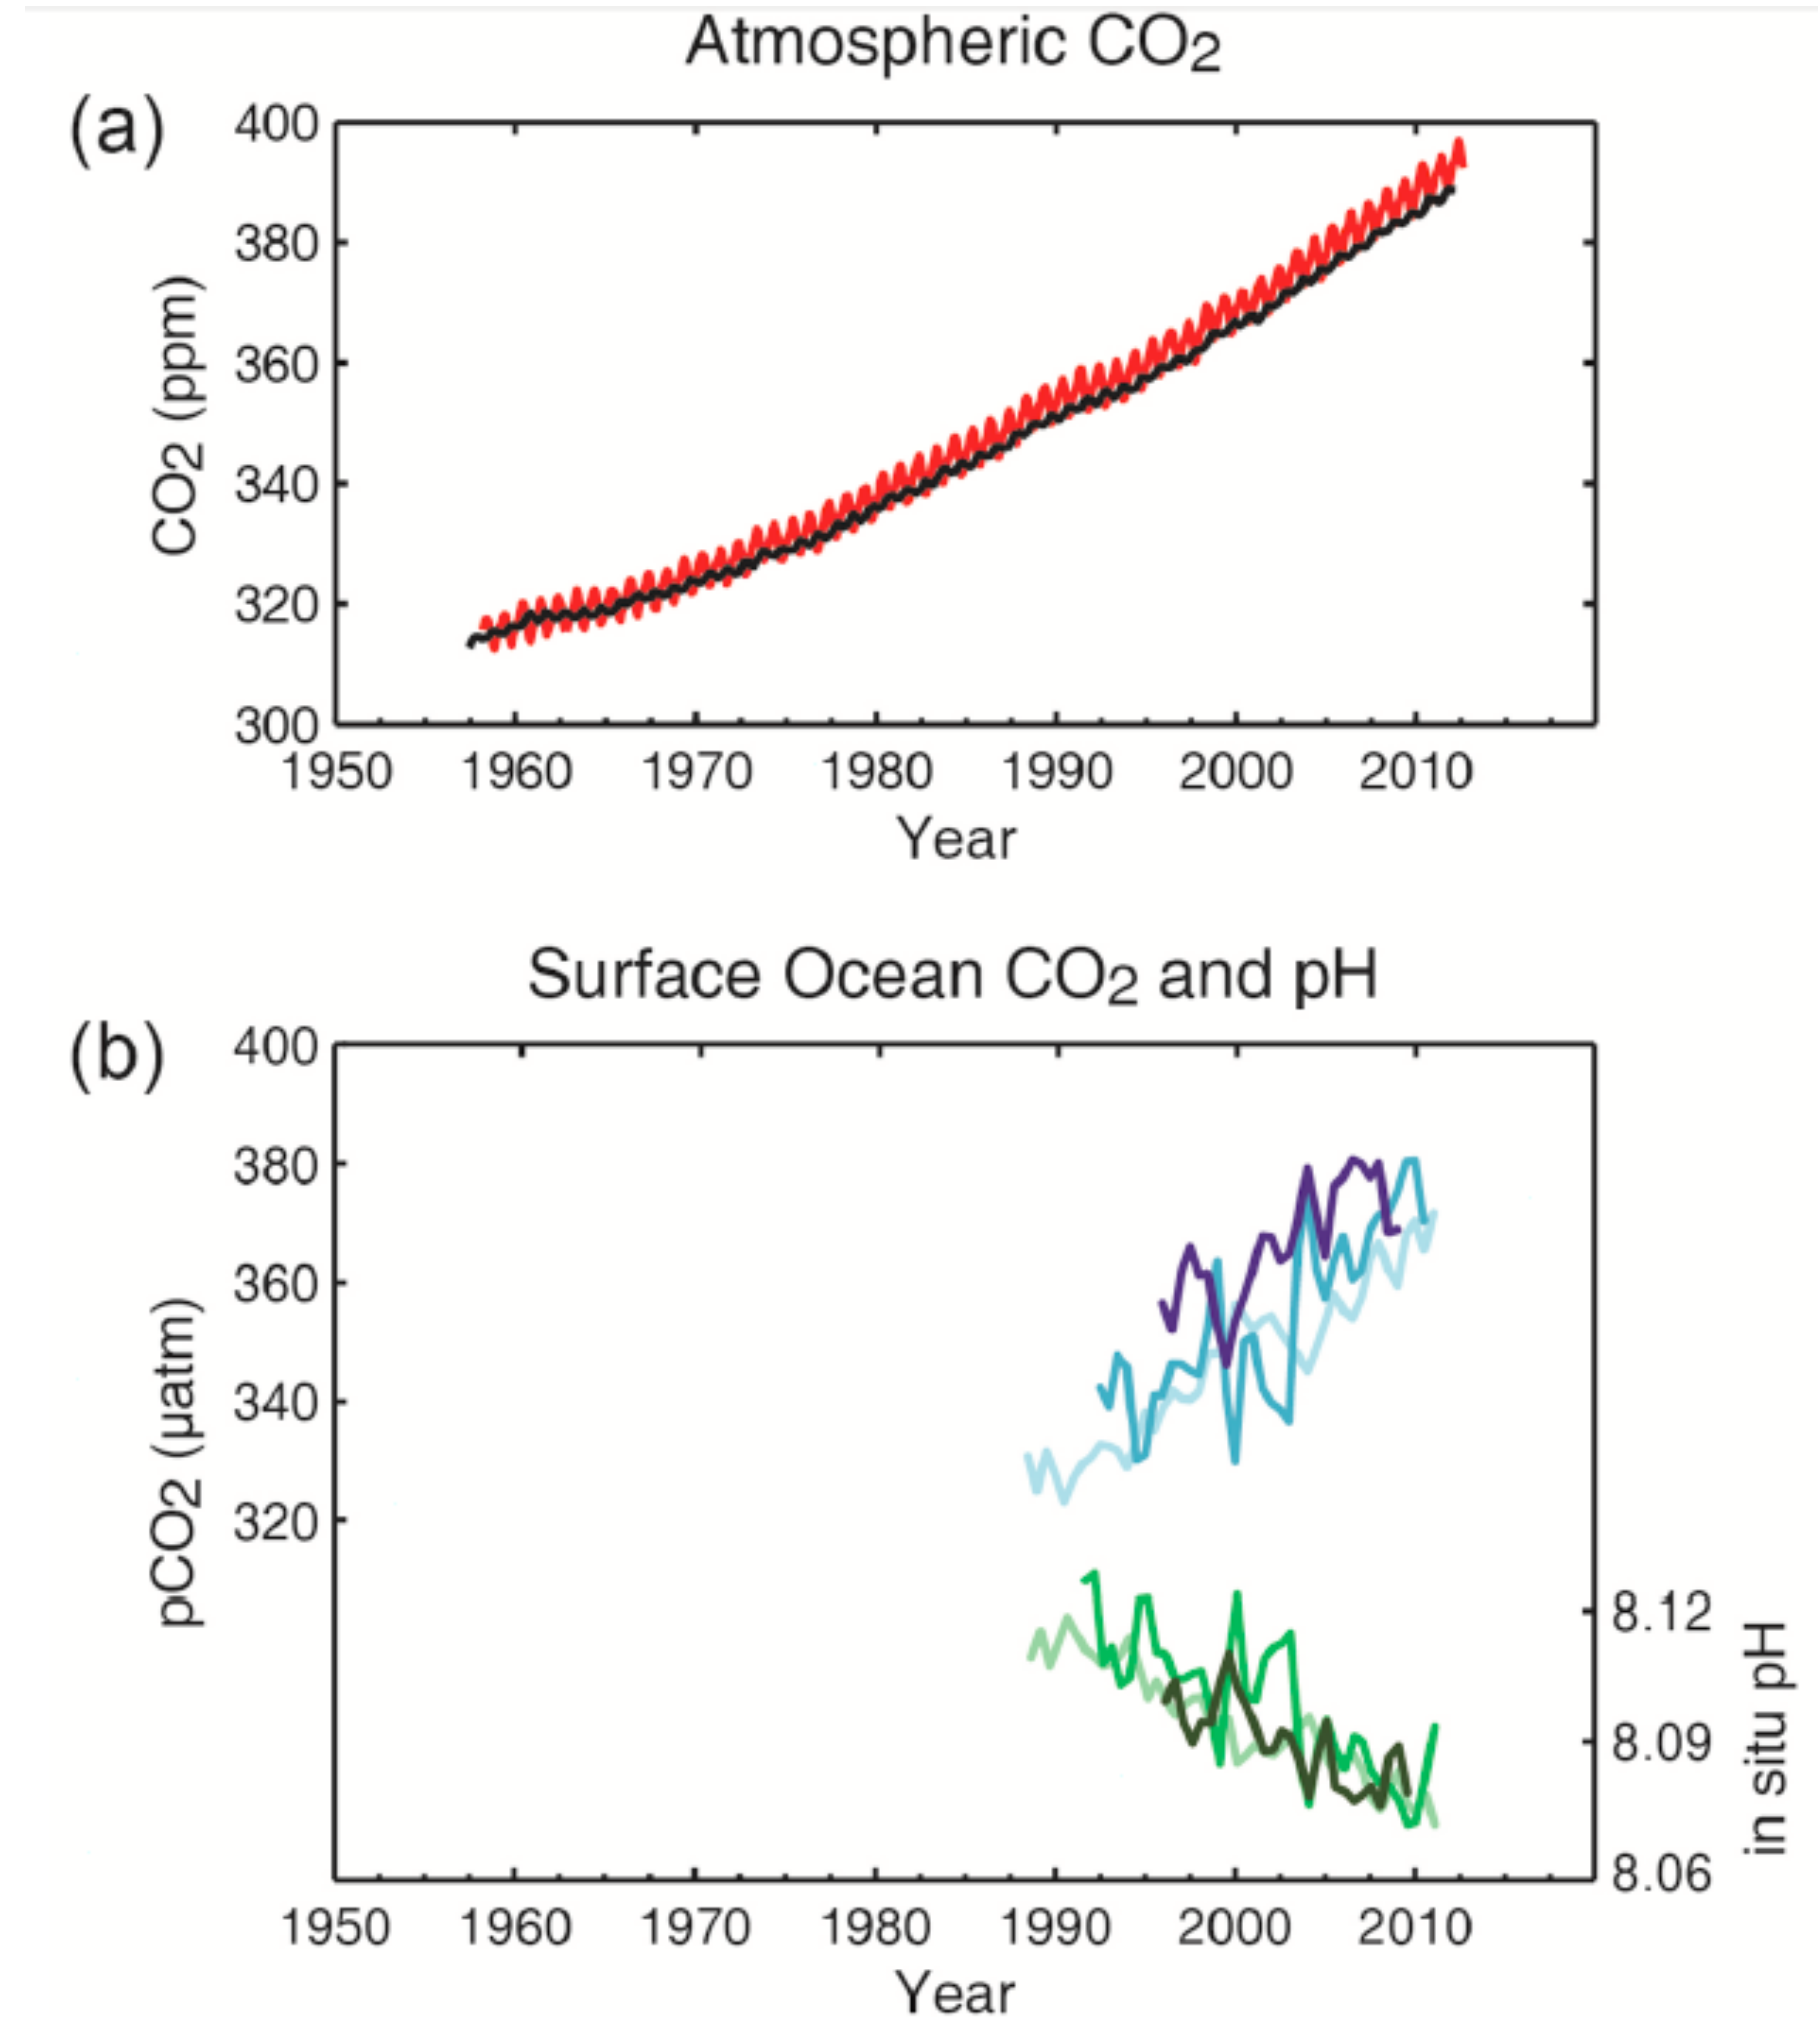 Atmospheric CO2
(a)
400
380
360
340
320
300
CO2 (ppm)
1950 1960 1970 1980 1990 2000 2010
Year
Surface Ocean CO2 and pH
(b)
400
380
360
340
320
pCO2 (µatm)
8.12
8.09
8.06
in situ pH
1950 1960 1970 1980 1990 2000 2010
Year